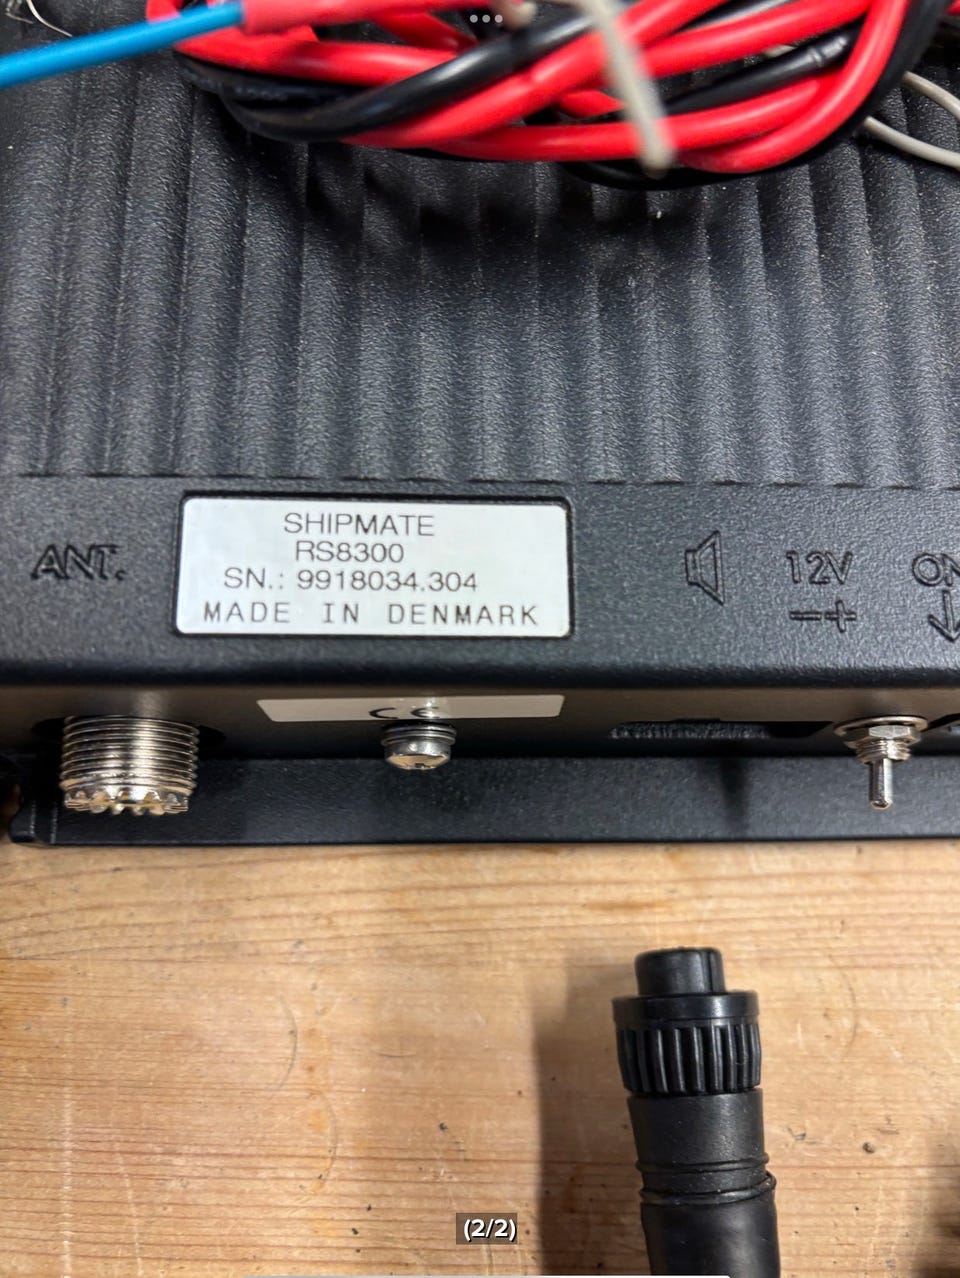 SHIPMATE
RS8300
SN.: 9918034.304
MADE IN DENMARK
ANT.
12V
− +
ON
CE
(2/2)